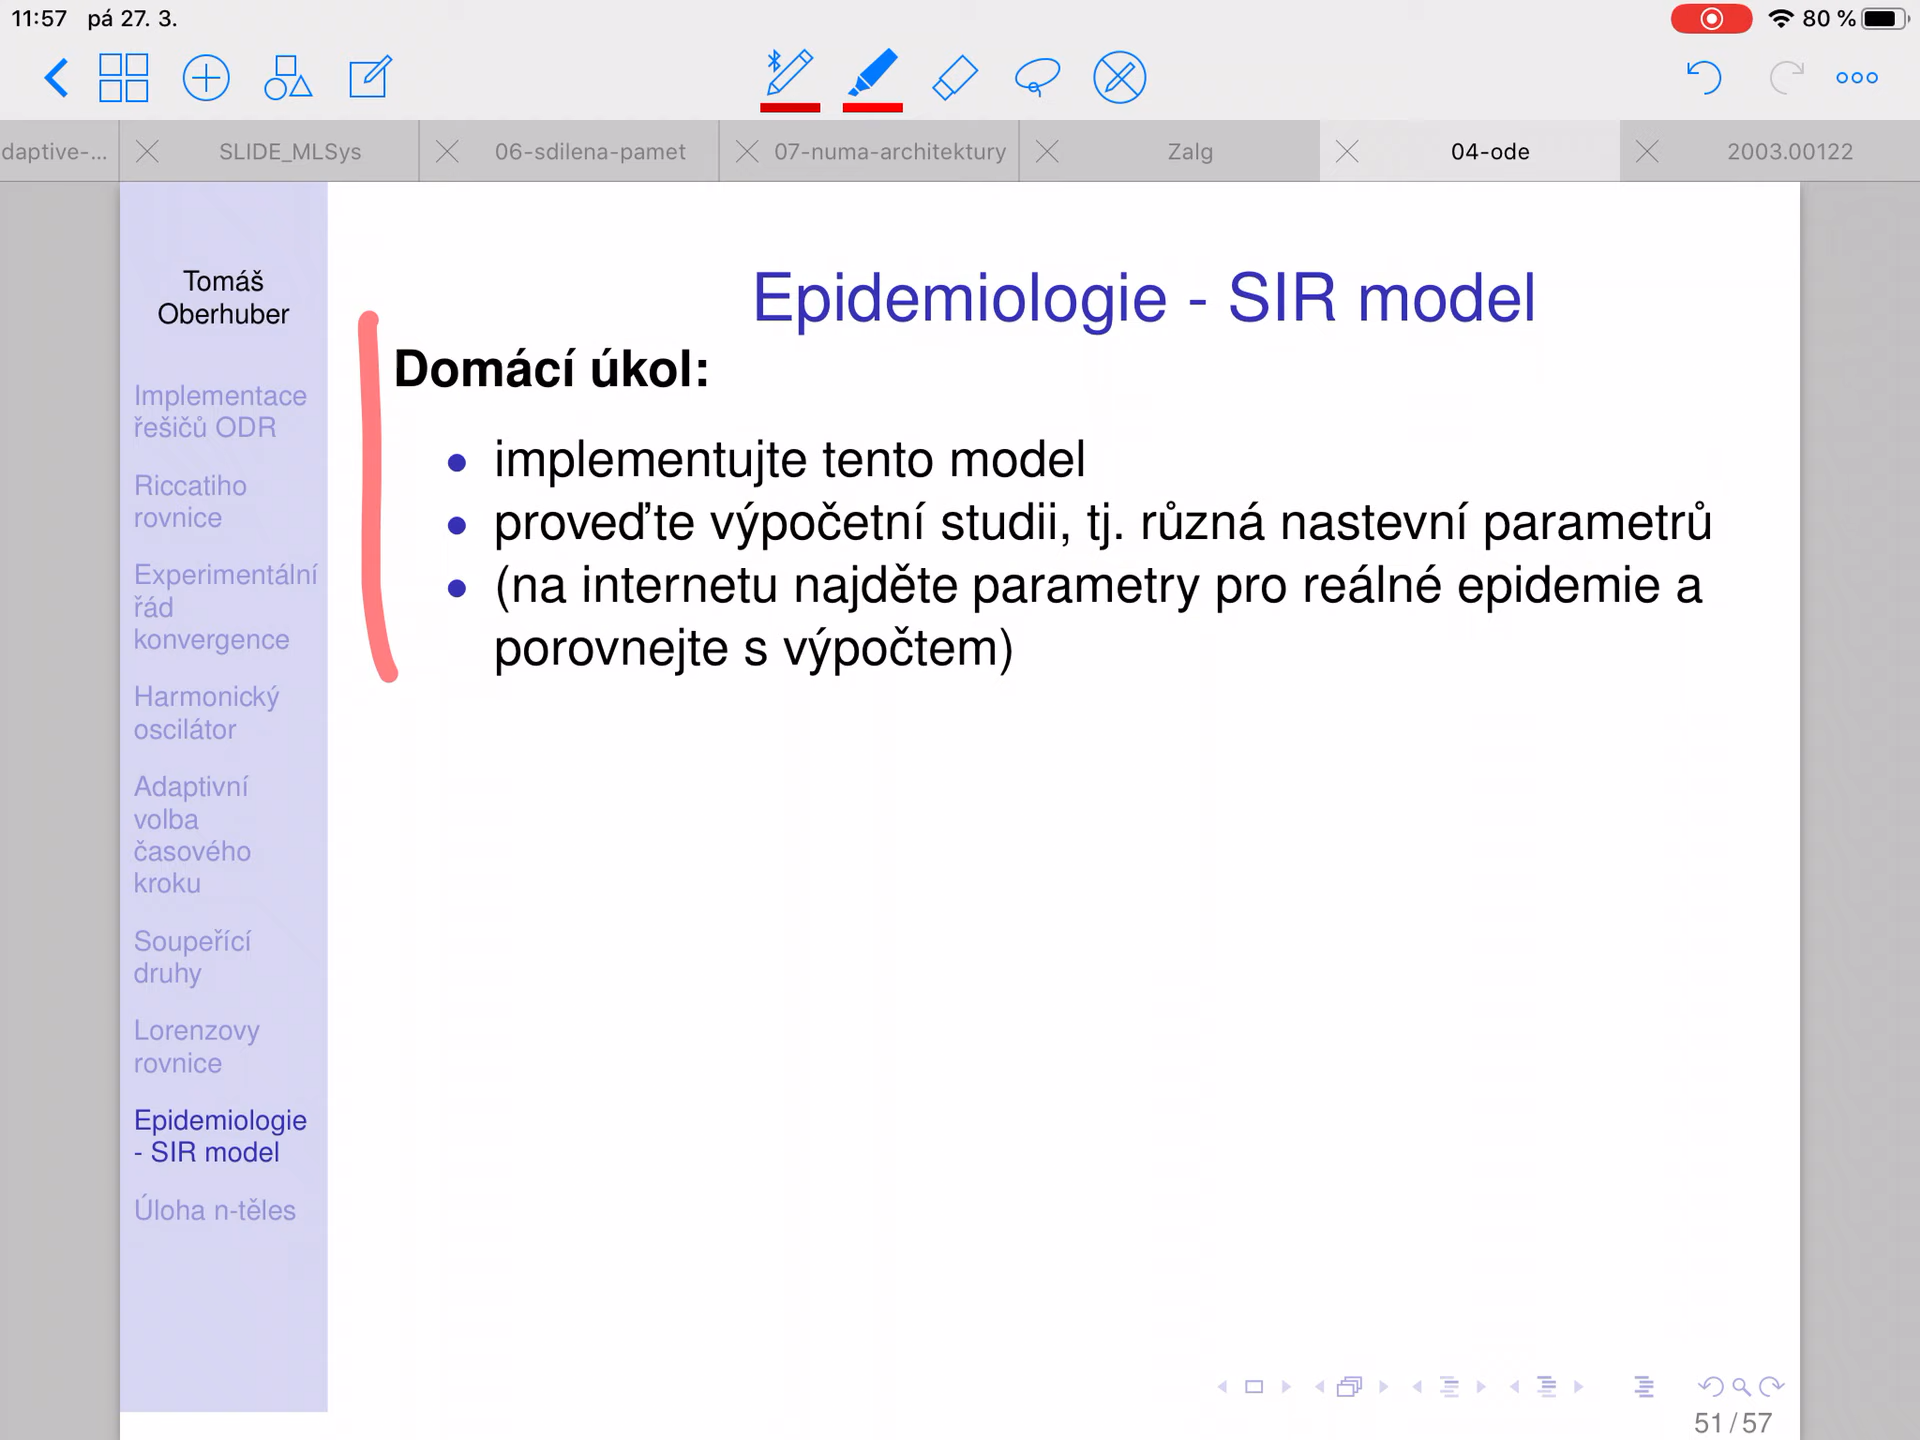 11:57 pá 27. 3.
80 %
daptive-...
SLIDE_MLSys
06-sdilena-pamet
07-numa-architektury
Zalg
04-ode
2003.00122
Tomáš
Oberhuber
Implementace
řešičů ODR
Riccatiho
rovnice
Experimentální
řád
konvergence
Harmonický
oscilátor
Adaptivní
volba
časového
kroku
Soupeřící
druhy
Lorenzovy
rovnice
Epidemiologie
- SIR model
Úloha n-těles
Epidemiologie - SIR model
Domácí úkol:
• implementujte tento model
• proveďte výpočetní studii, tj. různá nastevní parametrů
• (na internetu najděte parametry pro reálné epidemie a
porovnejte s výpočtem)
51 / 57